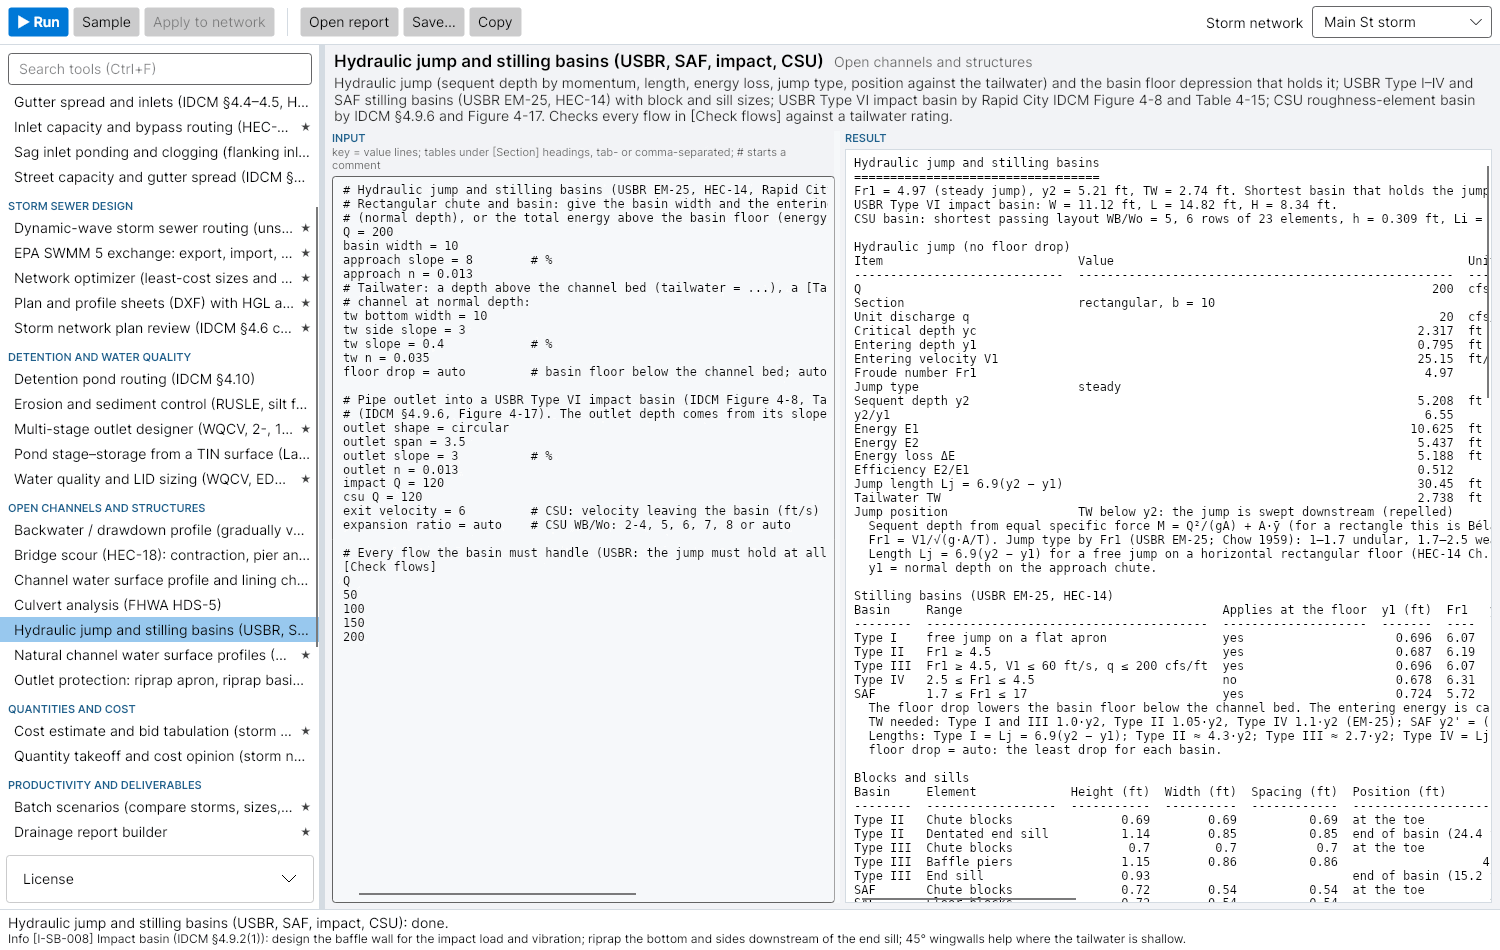 ▶ Run
Sample
Apply to network
Open report
Save...
Copy
Storm network
Main St storm
Search tools (Ctrl+F)
Gutter spread and inlets (IDCM §4.4–4.5, H...
Inlet capacity and bypass routing (HEC-... ★
Sag inlet ponding and clogging (flanking inl...
Street capacity and gutter spread (IDCM §...
STORM SEWER DESIGN
Dynamic-wave storm sewer routing (uns... ★
EPA SWMM 5 exchange: export, import, ... ★
Network optimizer (least-cost sizes and ... ★
Plan and profile sheets (DXF) with HGL a... ★
Storm network plan review (IDCM §4.6 c... ★
DETENTION AND WATER QUALITY
Detention pond routing (IDCM §4.10)
Erosion and sediment control (RUSLE, silt f...
Multi-stage outlet designer (WQCV, 2-, 1... ★
Pond stage–storage from a TIN surface (La...
Water quality and LID sizing (WQCV, ED... ★
OPEN CHANNELS AND STRUCTURES
Backwater / drawdown profile (gradually v...
Bridge scour (HEC-18): contraction, pier an...
Channel water surface profile and lining ch...
Culvert analysis (FHWA HDS-5)
Hydraulic jump and stilling basins (USBR, S...
Natural channel water surface profiles (... ★
Outlet protection: riprap apron, riprap basi...
QUANTITIES AND COST
Cost estimate and bid tabulation (storm ... ★
Quantity takeoff and cost opinion (storm n...
PRODUCTIVITY AND DELIVERABLES
Batch scenarios (compare storms, sizes,... ★
Drainage report builder ★
License
Hydraulic jump and stilling basins (USBR, SAF, impact, CSU) Open channels and structures
Hydraulic jump (sequent depth by momentum, length, energy loss, jump type, position against the tailwater) and the basin floor depression that holds it; USBR Type I–IV and
SAF stilling basins (USBR EM-25, HEC-14) with block and sill sizes; USBR Type VI impact basin by Rapid City IDCM Figure 4-8 and Table 4-15; CSU roughness-element basin
by IDCM §4.9.6 and Figure 4-17. Checks every flow in [Check flows] against a tailwater rating.
INPUT
key = value lines; tables under [Section] headings, tab- or comma-separated; # starts a
comment
# Hydraulic jump and stilling basins (USBR EM-25, HEC-14, Rapid Cit
# Rectangular chute and basin: give the basin width and the enterin
# (normal depth), or the total energy above the basin floor (energy
Q = 200
basin width = 10
approach slope = 8 # %
approach n = 0.013
# Tailwater: a depth above the channel bed (tailwater = ...), a [Ta
# channel at normal depth:
tw bottom width = 10
tw side slope = 3
tw slope = 0.4 # %
tw n = 0.035
floor drop = auto # basin floor below the channel bed; auto
# Pipe outlet into a USBR Type VI impact basin (IDCM Figure 4-8, Ta
# (IDCM §4.9.6, Figure 4-17). The outlet depth comes from its slope
outlet shape = circular
outlet span = 3.5
outlet slope = 3 # %
outlet n = 0.013
impact Q = 120
csu Q = 120
exit velocity = 6 # CSU: velocity leaving the basin (ft/s)
expansion ratio = auto # CSU WB/Wo: 2-4, 5, 6, 7, 8 or auto
# Every flow the basin must handle (USBR: the jump must hold at all
[Check flows]
Q
50
100
150
200
RESULT
Hydraulic jump and stilling basins
==================================
Fr1 = 4.97 (steady jump), y2 = 5.21 ft, TW = 2.74 ft. Shortest basin that holds the jump
USBR Type VI impact basin: W = 11.12 ft, L = 14.82 ft, H = 8.34 ft.
CSU basin: shortest passing layout WB/Wo = 5, 6 rows of 23 elements, h = 0.309 ft, Li =
Hydraulic jump (no floor drop)
Item Value Uni
Q 200 cfs
Section rectangular, b = 10
Unit discharge q 20 cfs
Critical depth yc 2.317 ft
Entering depth y1 0.795 ft
Entering velocity V1 25.15 ft/
Froude number Fr1 4.97
Jump type steady
Sequent depth y2 5.208 ft
y2/y1 6.55
Energy E1 10.625 ft
Energy E2 5.437 ft
Energy loss ΔE 5.188 ft
Efficiency E2/E1 0.512
Jump length Lj = 6.9(y2 − y1) 30.45 ft
Tailwater TW 2.738 ft
Jump position TW below y2: the jump is swept downstream (repelled)
Sequent depth from equal specific force M = Q²/(gA) + A·ȳ (for a rectangle this is Bél
Fr1 = V1/√(g·A/T). Jump type by Fr1 (USBR EM-25; Chow 1959): 1–1.7 undular, 1.7–2.5 we
Length Lj = 6.9(y2 − y1) for a free jump on a horizontal rectangular floor (HEC-14 Ch.
y1 = normal depth on the approach chute.
Stilling basins (USBR EM-25, HEC-14)
Basin Range Applies at the floor y1 (ft) Fr1
Type I free jump on a flat apron yes 0.696 6.07
Type II Fr1 ≥ 4.5 yes 0.687 6.19
Type III Fr1 ≥ 4.5, V1 ≤ 60 ft/s, q ≤ 200 cfs/ft yes 0.696 6.07
Type IV 2.5 ≤ Fr1 ≤ 4.5 no 0.678 6.31
SAF 1.7 ≤ Fr1 ≤ 17 yes 0.724 5.72
The floor drop lowers the basin floor below the channel bed. The entering energy is ca
TW needed: Type I and III 1.0·y2, Type II 1.05·y2, Type IV 1.1·y2 (EM-25); SAF y2' = (
Lengths: Type I = Lj = 6.9(y2 − y1); Type II ≈ 4.3·y2; Type III ≈ 2.7·y2; Type IV = Lj
floor drop = auto: the least drop for each basin.
Blocks and sills
Basin Element Height (ft) Width (ft) Spacing (ft) Position (ft)
Type II Chute blocks 0.69 0.69 0.69 at the toe
Type II Dentated end sill 1.14 0.85 0.85 end of basin (24.4
Type III Chute blocks 0.7 0.7 0.7 at the toe
Type III Baffle piers 1.15 0.86 0.86 4
Type III End sill 0.93 end of basin (15.2
SAF Chute blocks 0.72 0.54 0.54 at the toe
Hydraulic jump and stilling basins (USBR, SAF, impact, CSU): done.
Info [I-SB-008] Impact basin (IDCM §4.9.2(1)): design the baffle wall for the impact load and vibration; riprap the bottom and sides downstream of the end sill; 45° wingwalls help where the tailwater is shallow.